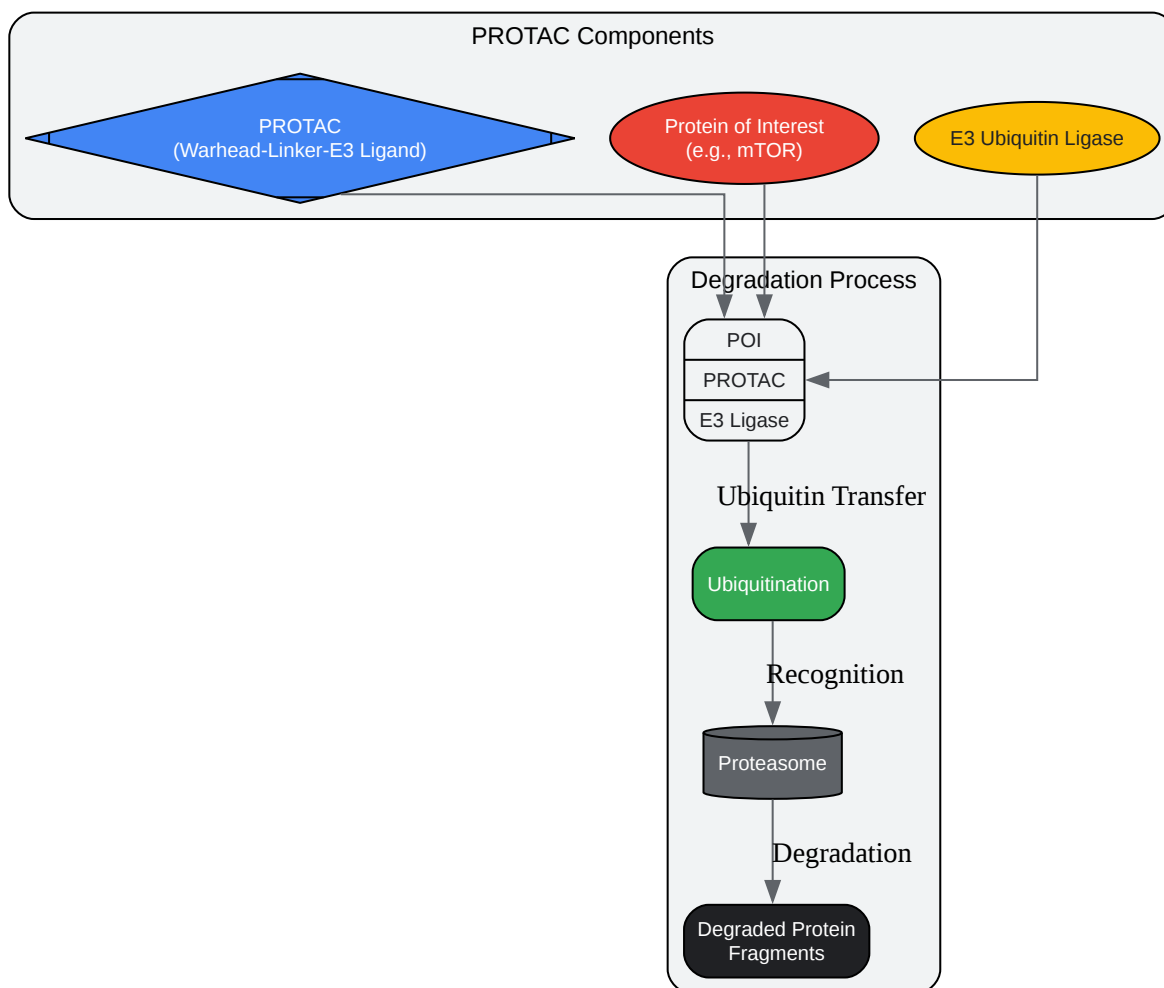 PROTAC Components
PROTAC
(Warhead-Linker-E3 Ligand)
Protein of Interest
(e.g., mTOR)
E3 Ubiquitin Ligase
Degradation Process
POI
PROTAC
E3 Ligase
Ubiquitin Transfer
Ubiquitination
Recognition
Proteasome
Degradation
Degraded Protein
Fragments